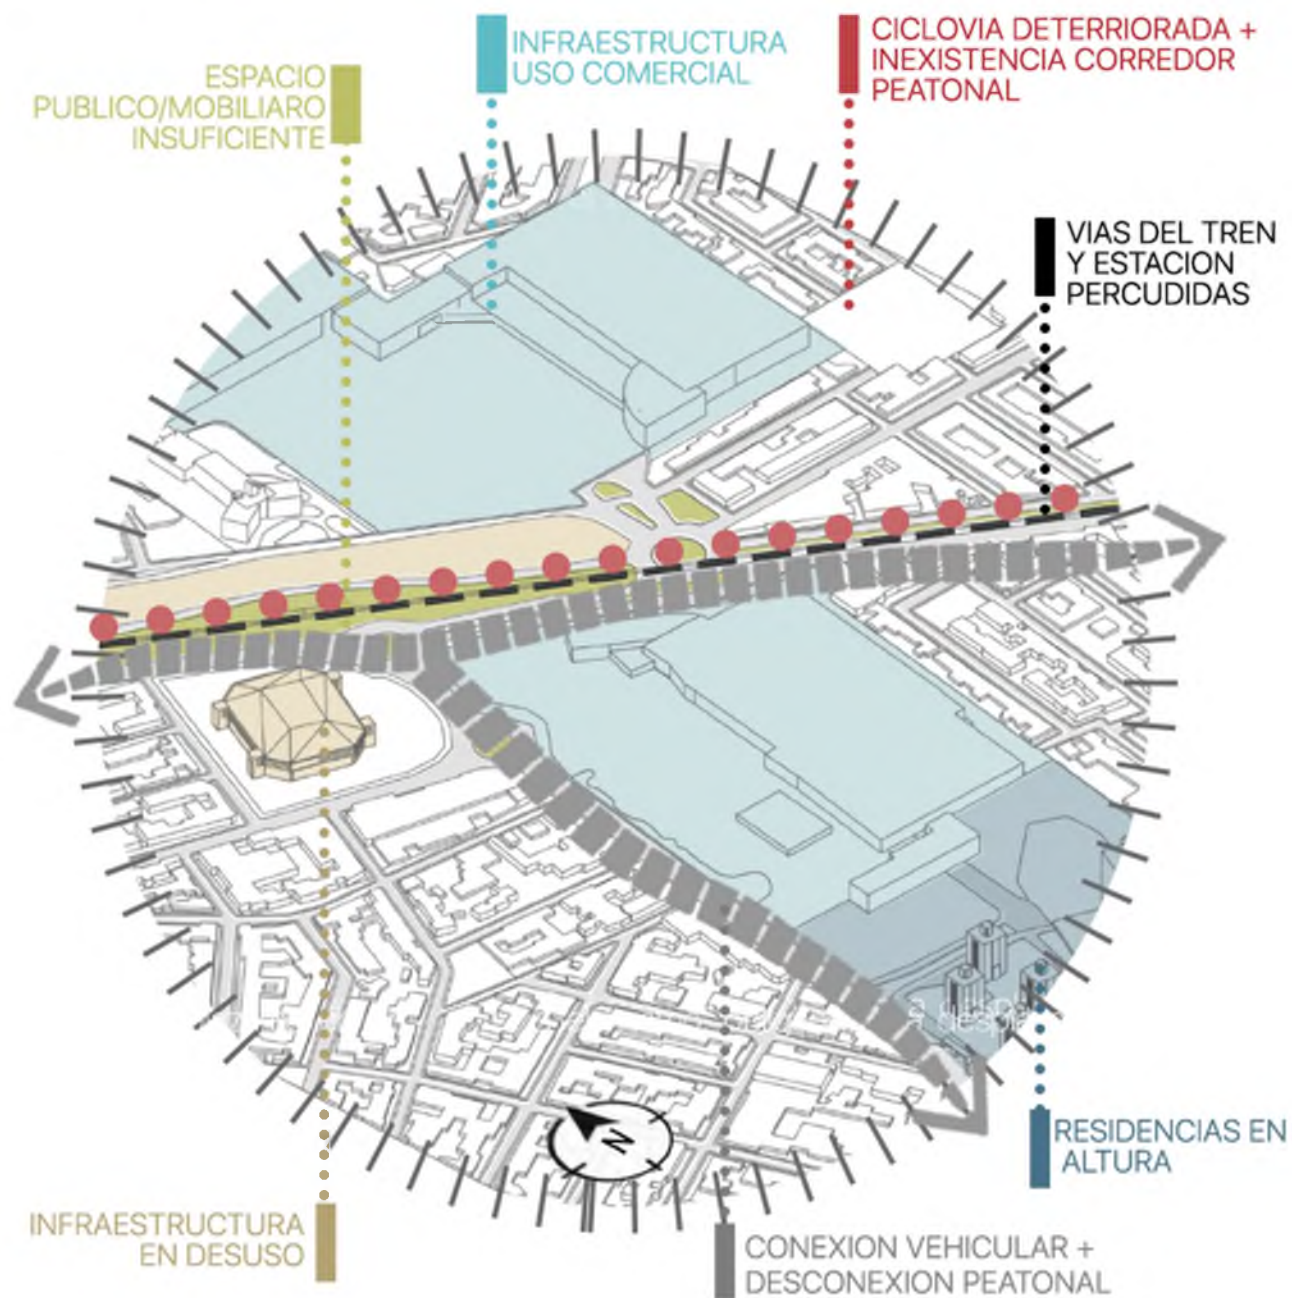 INFRAESTRUCTURA
USO COMERCIAL
CICLOVIA DETERIORADA +
INEXISTENCIA CORREDOR
PEATONAL
ESPACIO
PUBLICO/MOBILIARO
INSUFICIENTE
VIAS DEL TREN
Y ESTACION
PERCUDIDAS
N
RESIDENCIAS EN
ALTURA
INFRAESTRUCTURA
EN DESUSO
CONEXION VEHICULAR +
DESCONEXION PEATONAL